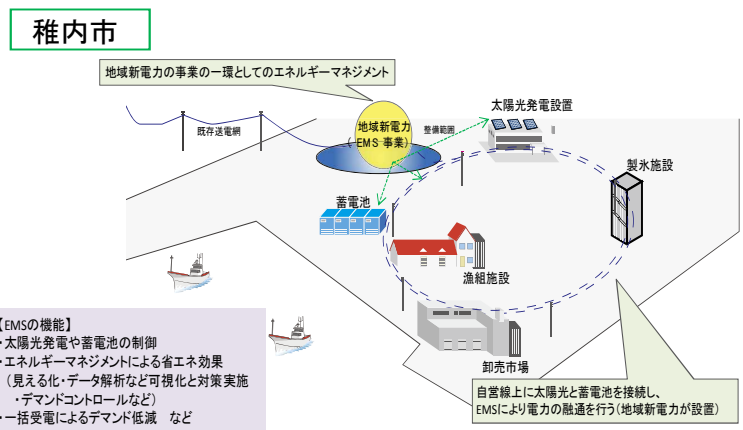 稚内市
地域新電力の事業の一環としてのエネルギーマネジメント
太陽光発電設置
地域新電力
(EMS 事業)
整備範囲
既存送電網
製氷施設
蓄電池
漁組施設
卸売市場
【EMSの機能】
・太陽光発電や蓄電池の制御
・エネルギーマネジメントによる省エネ効果
(見える化・データ解析など可視化と対策実施
・デマンドコントロールなど)
・一括受電によるデマンド低減 など
自営線上に太陽光と蓄電池を接続し、
EMSにより電力の融通を行う(地域新電力が設置)